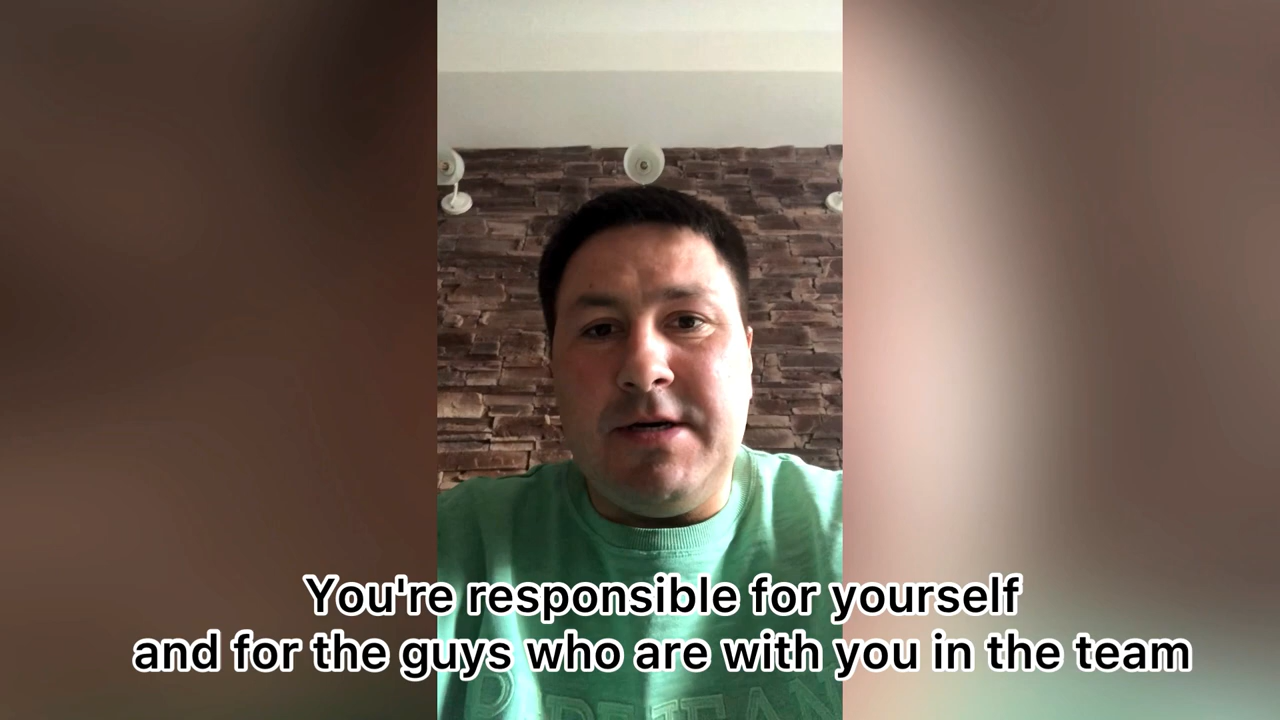 You're responsible for yourself
and for the guys who are with you in the team